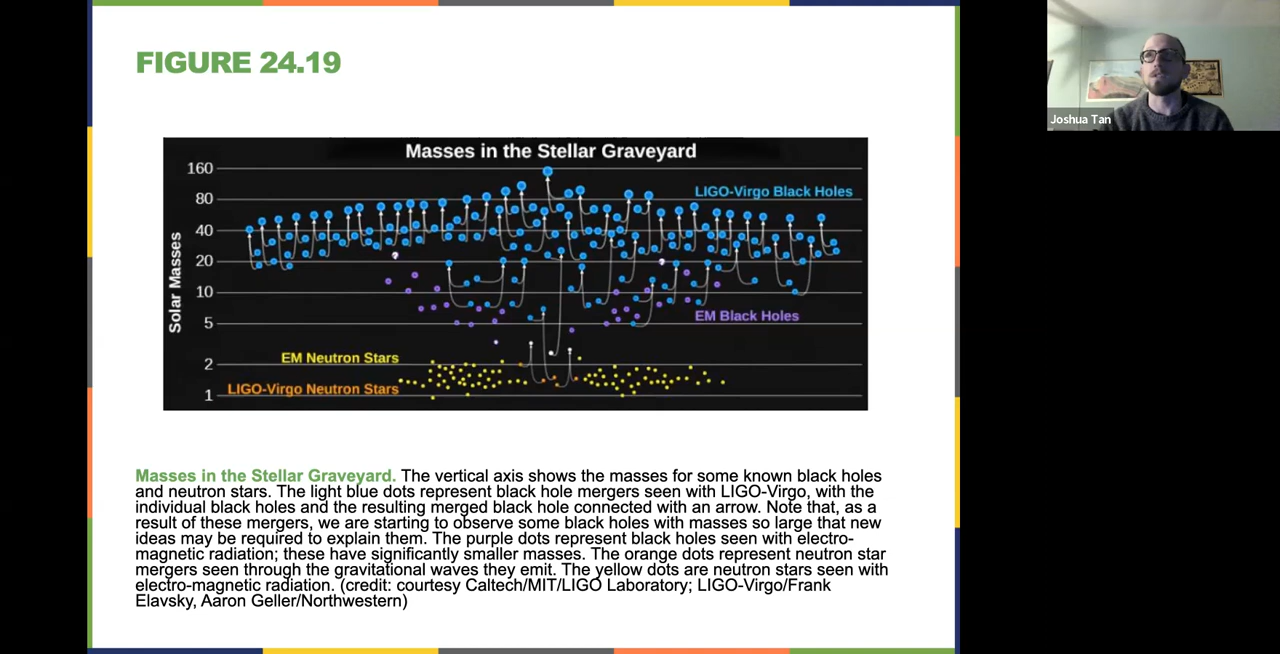 FIGURE 24.19
Masses in the Stellar Graveyard
160
80
40
20
10
5
2
1
Solar Masses
LIGO-Virgo Black Holes
EM Black Holes
EM Neutron Stars
LIGO-Virgo Neutron Stars
Masses in the Stellar Graveyard. The vertical axis shows the masses for some known black holes
and neutron stars. The light blue dots represent black hole mergers seen with LIGO-Virgo, with the
individual black holes and the resulting merged black hole connected with an arrow. Note that, as a
result of these mergers, we are starting to observe some black holes with masses so large that new
ideas may be required to explain them. The purple dots represent black holes seen with electro-
magnetic radiation; these have significantly smaller masses. The orange dots represent neutron star
mergers seen through the gravitational waves they emit. The yellow dots are neutron stars seen with
electro-magnetic radiation. (credit: courtesy Caltech/MIT/LIGO Laboratory; LIGO-Virgo/Frank
Elavsky, Aaron Geller/Northwestern)
Joshua Tan